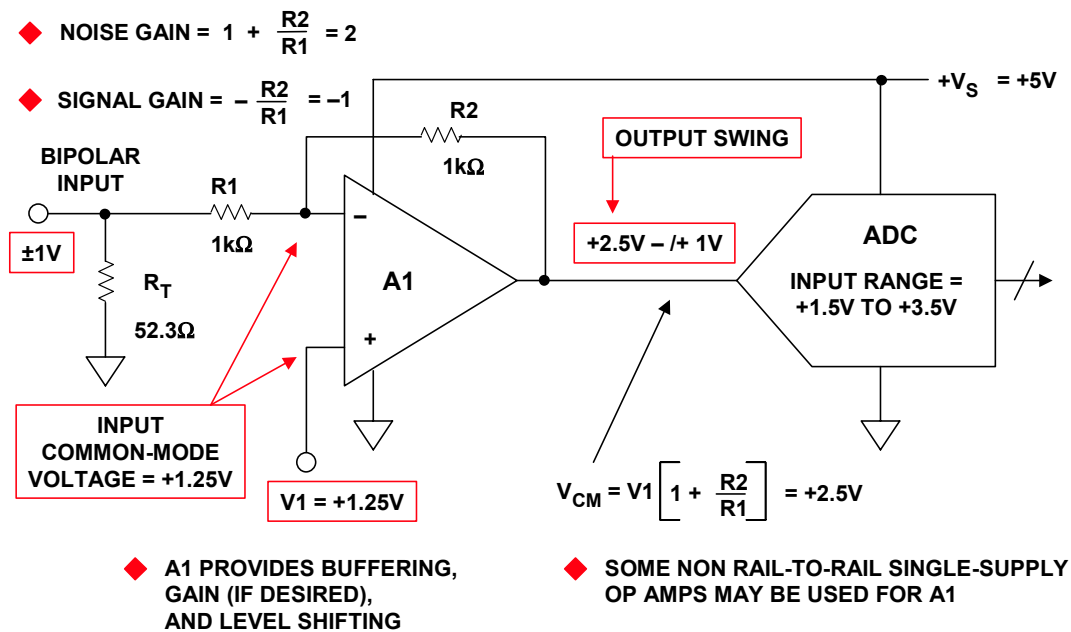 NOISE GAIN = 1 + R2/R1 = 2
SIGNAL GAIN = – R2/R1 = –1
+VS = +5V
BIPOLAR
INPUT
±1V
R1
1kΩ
R2
1kΩ
RT
52.3Ω
–
A1
+
OUTPUT SWING
+2.5V – /+ 1V
ADC
INPUT RANGE =
+1.5V TO +3.5V
INPUT
COMMON-MODE
VOLTAGE = +1.25V
V1 = +1.25V
VCM = V1 [1 + R2/R1] = +2.5V
A1 PROVIDES BUFFERING,
GAIN (IF DESIRED),
AND LEVEL SHIFTING
SOME NON RAIL-TO-RAIL SINGLE-SUPPLY
OP AMPS MAY BE USED FOR A1